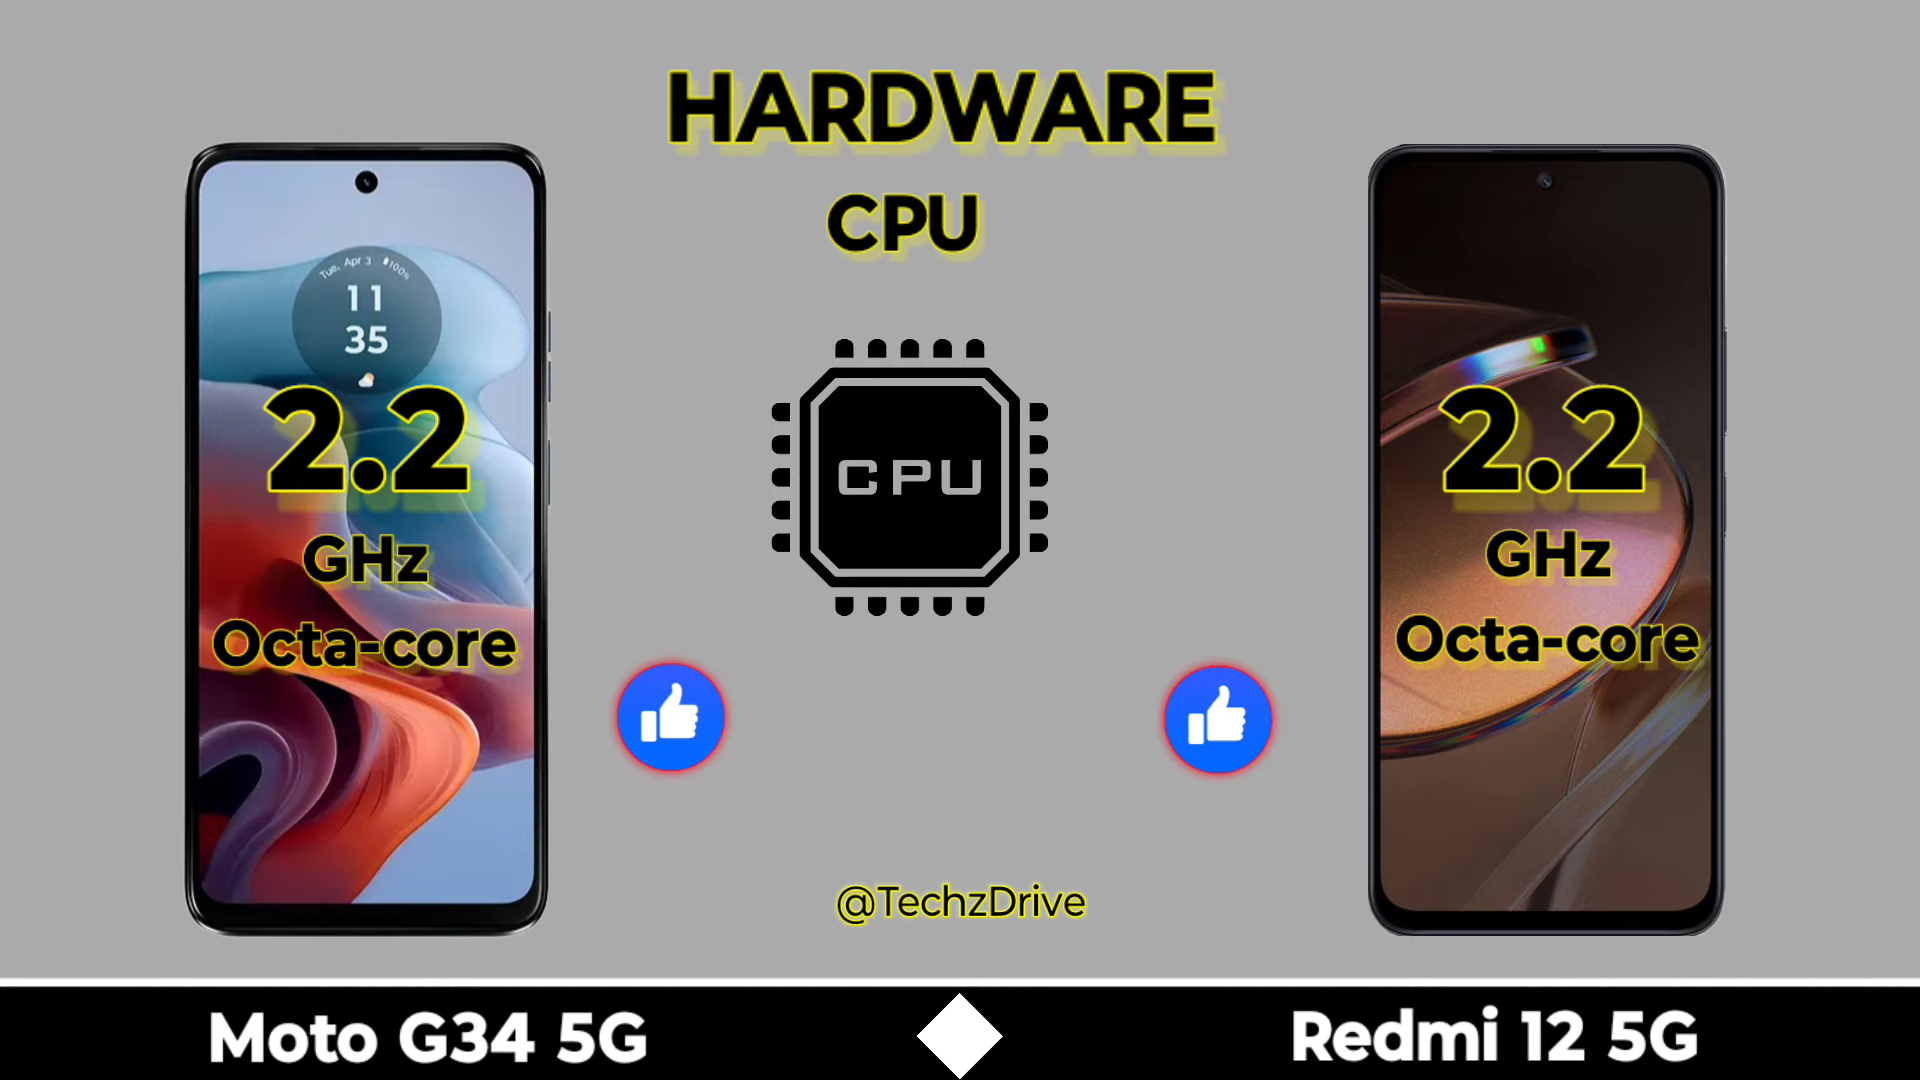 HARDWARE
CPU
Tue, Apr 3 100%
11
35
2.2
GHz
Octa-core
CPU
2.2
GHz
Octa-core
@TechzDrive
Moto G34 5G
Redmi 12 5G